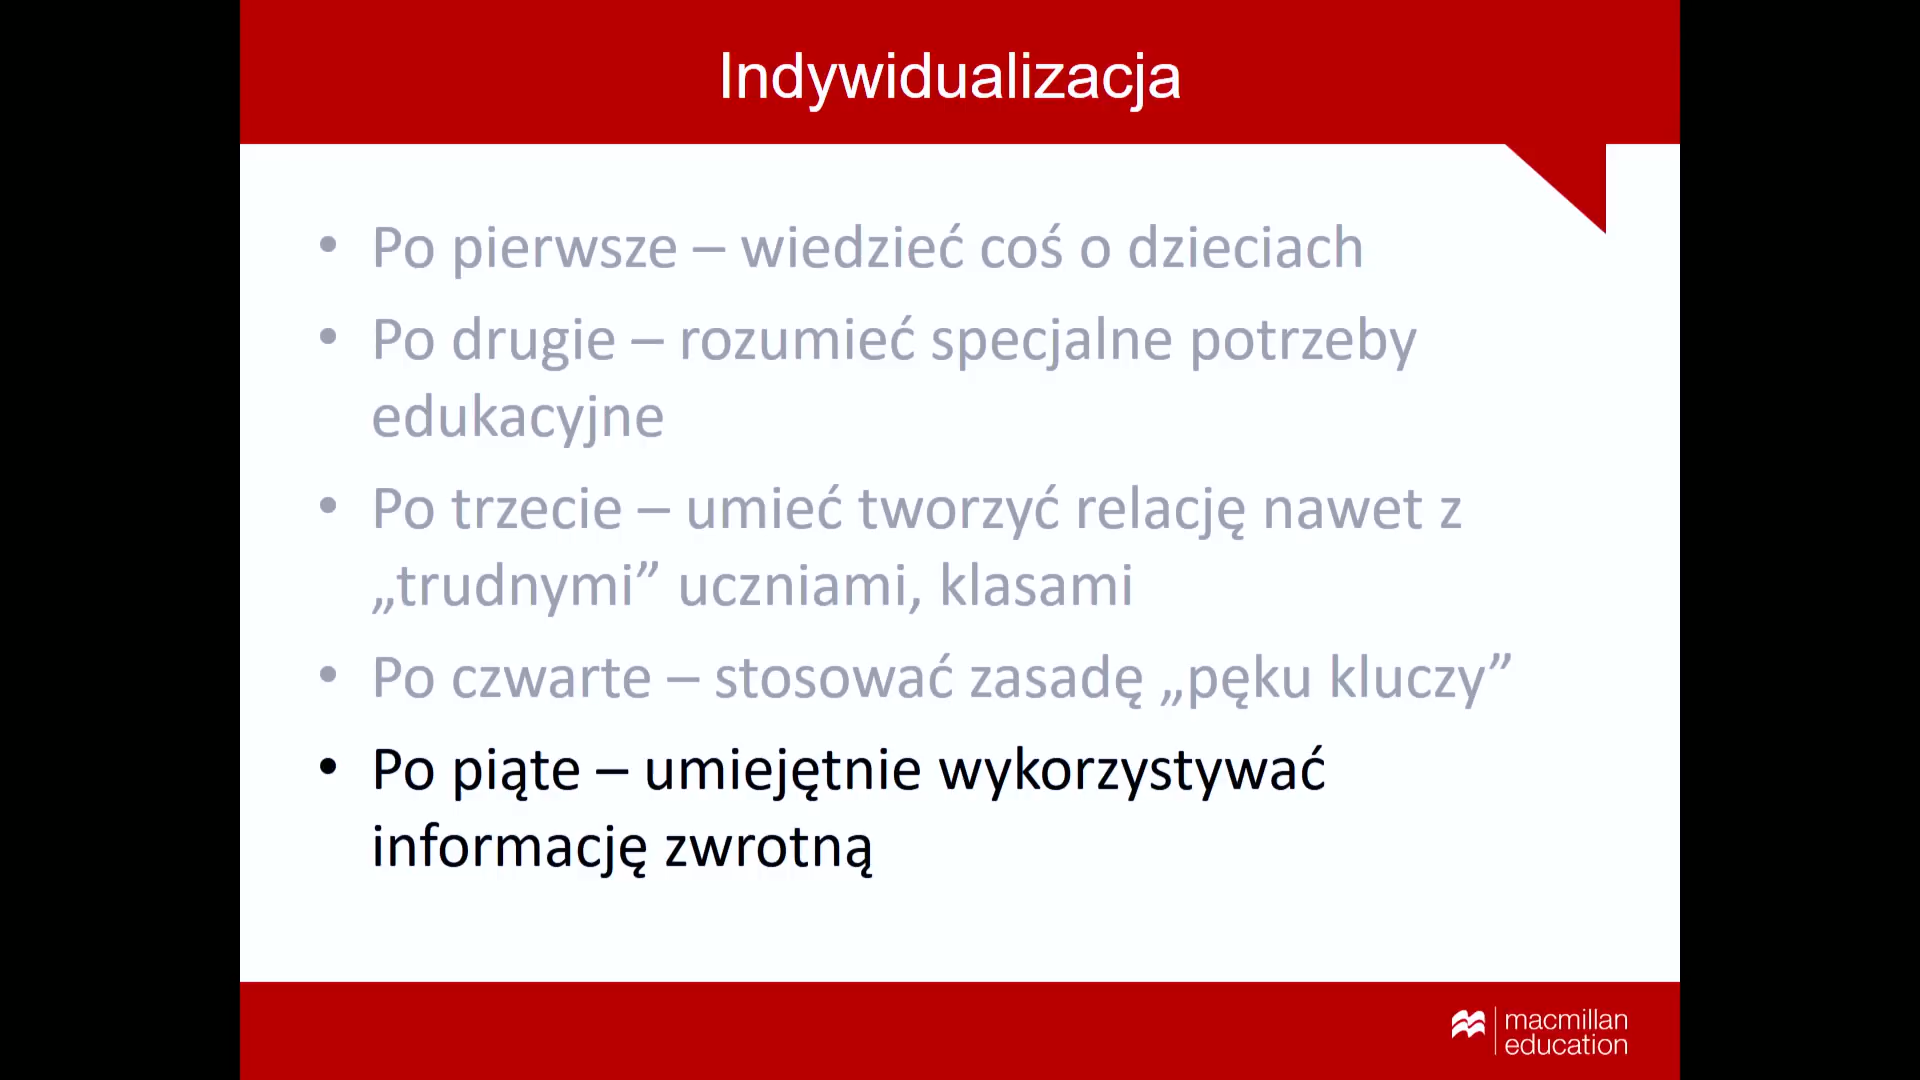 Indywidualizacja
• Po pierwsze – wiedzieć coś o dzieciach
• Po drugie – rozumieć specjalne potrzeby
edukacyjne
• Po trzecie – umieć tworzyć relację nawet z
„trudnymi” uczniami, klasami
• Po czwarte – stosować zasadę „pęku kluczy”
• Po piąte – umiejętnie wykorzystywać
informację zwrotną
macmillan
education